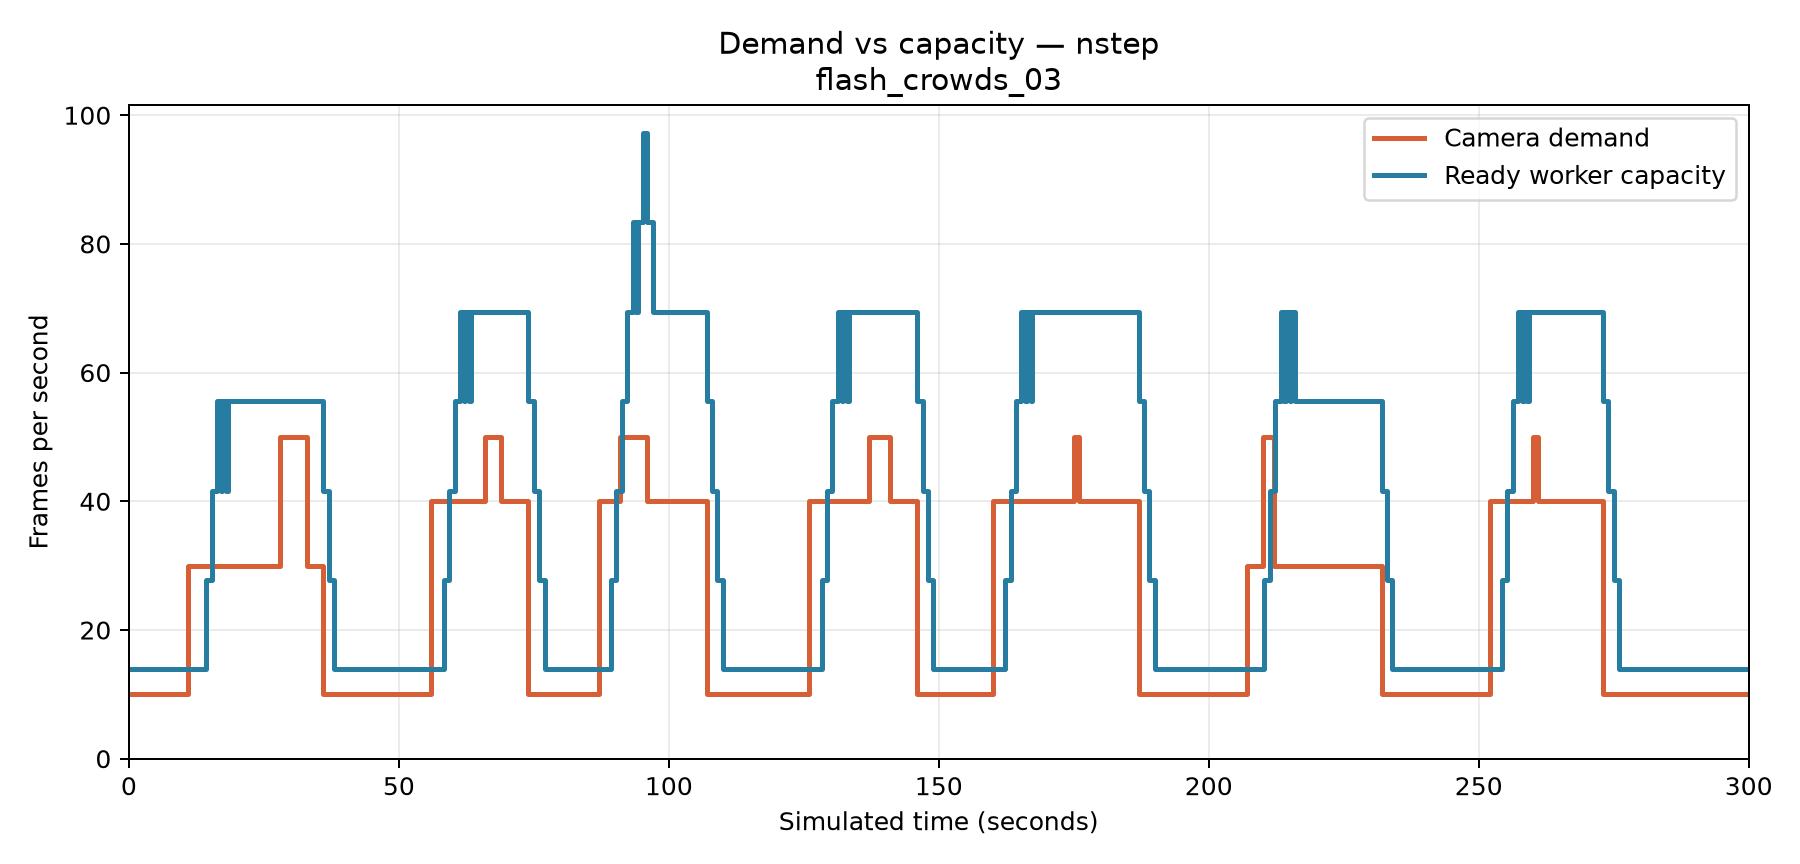 Demand vs capacity — nstep
flash_crowds_03
Camera demand
Ready worker capacity
Frames per second
100
80
60
40
20
0
0 50 100 150 200 250 300
Simulated time (seconds)